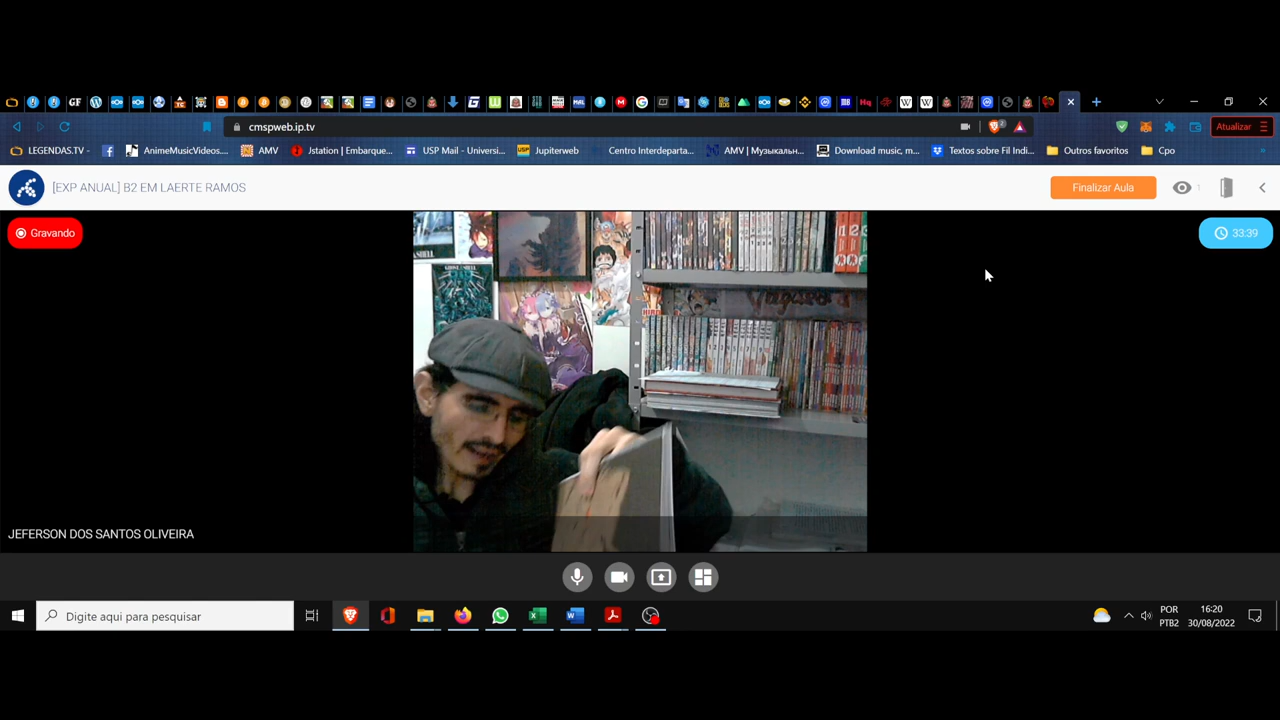 cmspweb.ip.tv
Atualizar
LEGENDAS.TV -
AnimeMusicVideos....
AMV
Jstation | Embarque...
USP Mail - Universi...
Jupiterweb
Centro Interdeparta...
AMV | Музыкальн...
Download music, m...
Textos sobre Fil Indi...
Outros favoritos
Cpo
[EXP ANUAL] B2 EM LAERTE RAMOS
Finalizar Aula
1
Gravando
33:39
JEFERSON DOS SANTOS OLIVEIRA
Digite aqui para pesquisar
POR
PTB2
16:20
30/08/2022